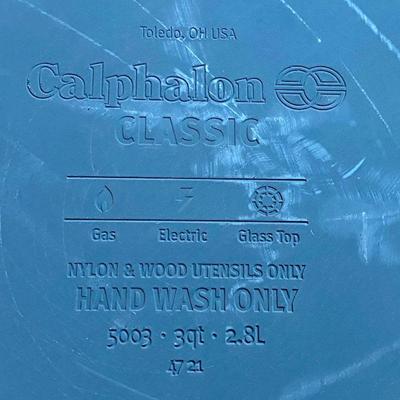 Toledo, OH USA
Calphalon
CLASSIC
Gas Electric Glass Top
NYLON & WOOD UTENSILS ONLY
HAND WASH ONLY
5003 • 3qt • 2.8L
47 21